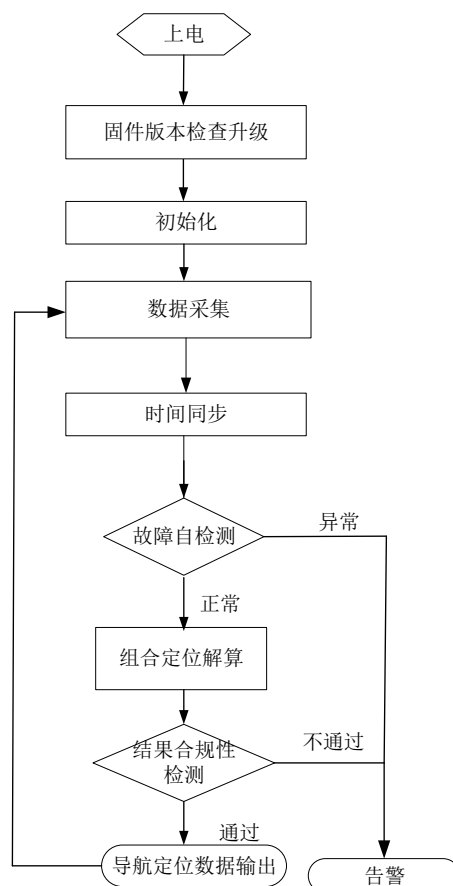 上电
固件版本检查升级
初始化
数据采集
时间同步
故障自检测
异常
正常
组合定位解算
结果合规性
检测
不通过
通过
导航定位数据输出
告警